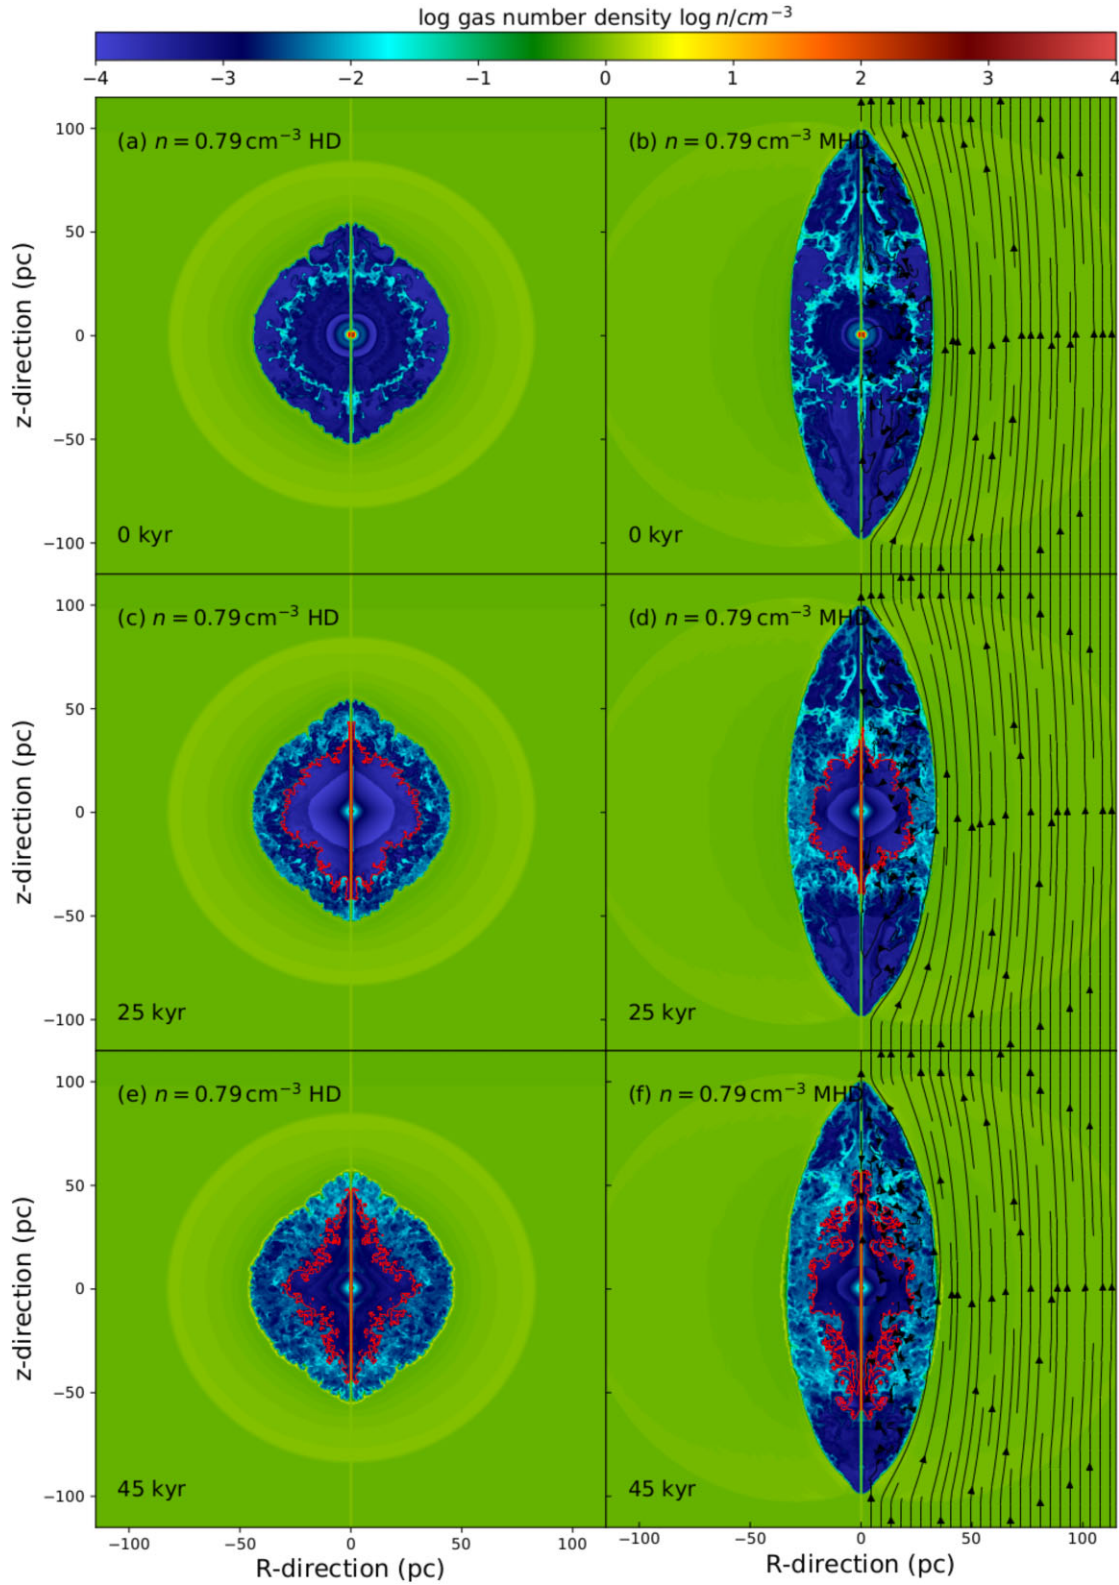 log gas number density log n/cm⁻³
−4 −3 −2 −1 0 1 2 3 4
(a) n = 0.79 cm⁻³ HD
(b) n = 0.79 cm⁻³ MHD
100
50
0
−50
−100
z-direction (pc)
0 kyr
0 kyr
(c) n = 0.79 cm⁻³ HD
(d) n = 0.79 cm⁻³ MHD
100
50
0
−50
−100
z-direction (pc)
25 kyr
25 kyr
(e) n = 0.79 cm⁻³ HD
(f) n = 0.79 cm⁻³ MHD
100
50
0
−50
−100
z-direction (pc)
45 kyr
45 kyr
−100 −50 0 50 100
−100 −50 0 50 100
R-direction (pc)
R-direction (pc)